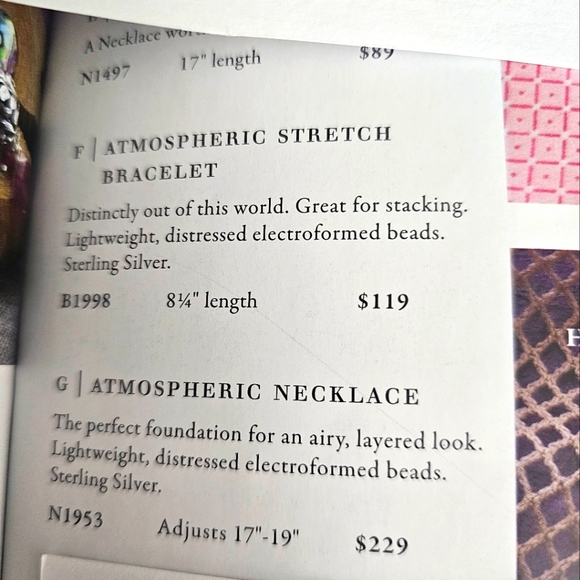 A Necklace
N1497 17" length $89
F | ATMOSPHERIC STRETCH
BRACELET
Distinctly out of this world. Great for stacking.
Lightweight, distressed electroformed beads.
Sterling Silver.
B1998 8¼" length $119
G | ATMOSPHERIC NECKLACE
The perfect foundation for an airy, layered look.
Lightweight, distressed electroformed beads.
Sterling Silver.
N1953 Adjusts 17"-19" $229
H